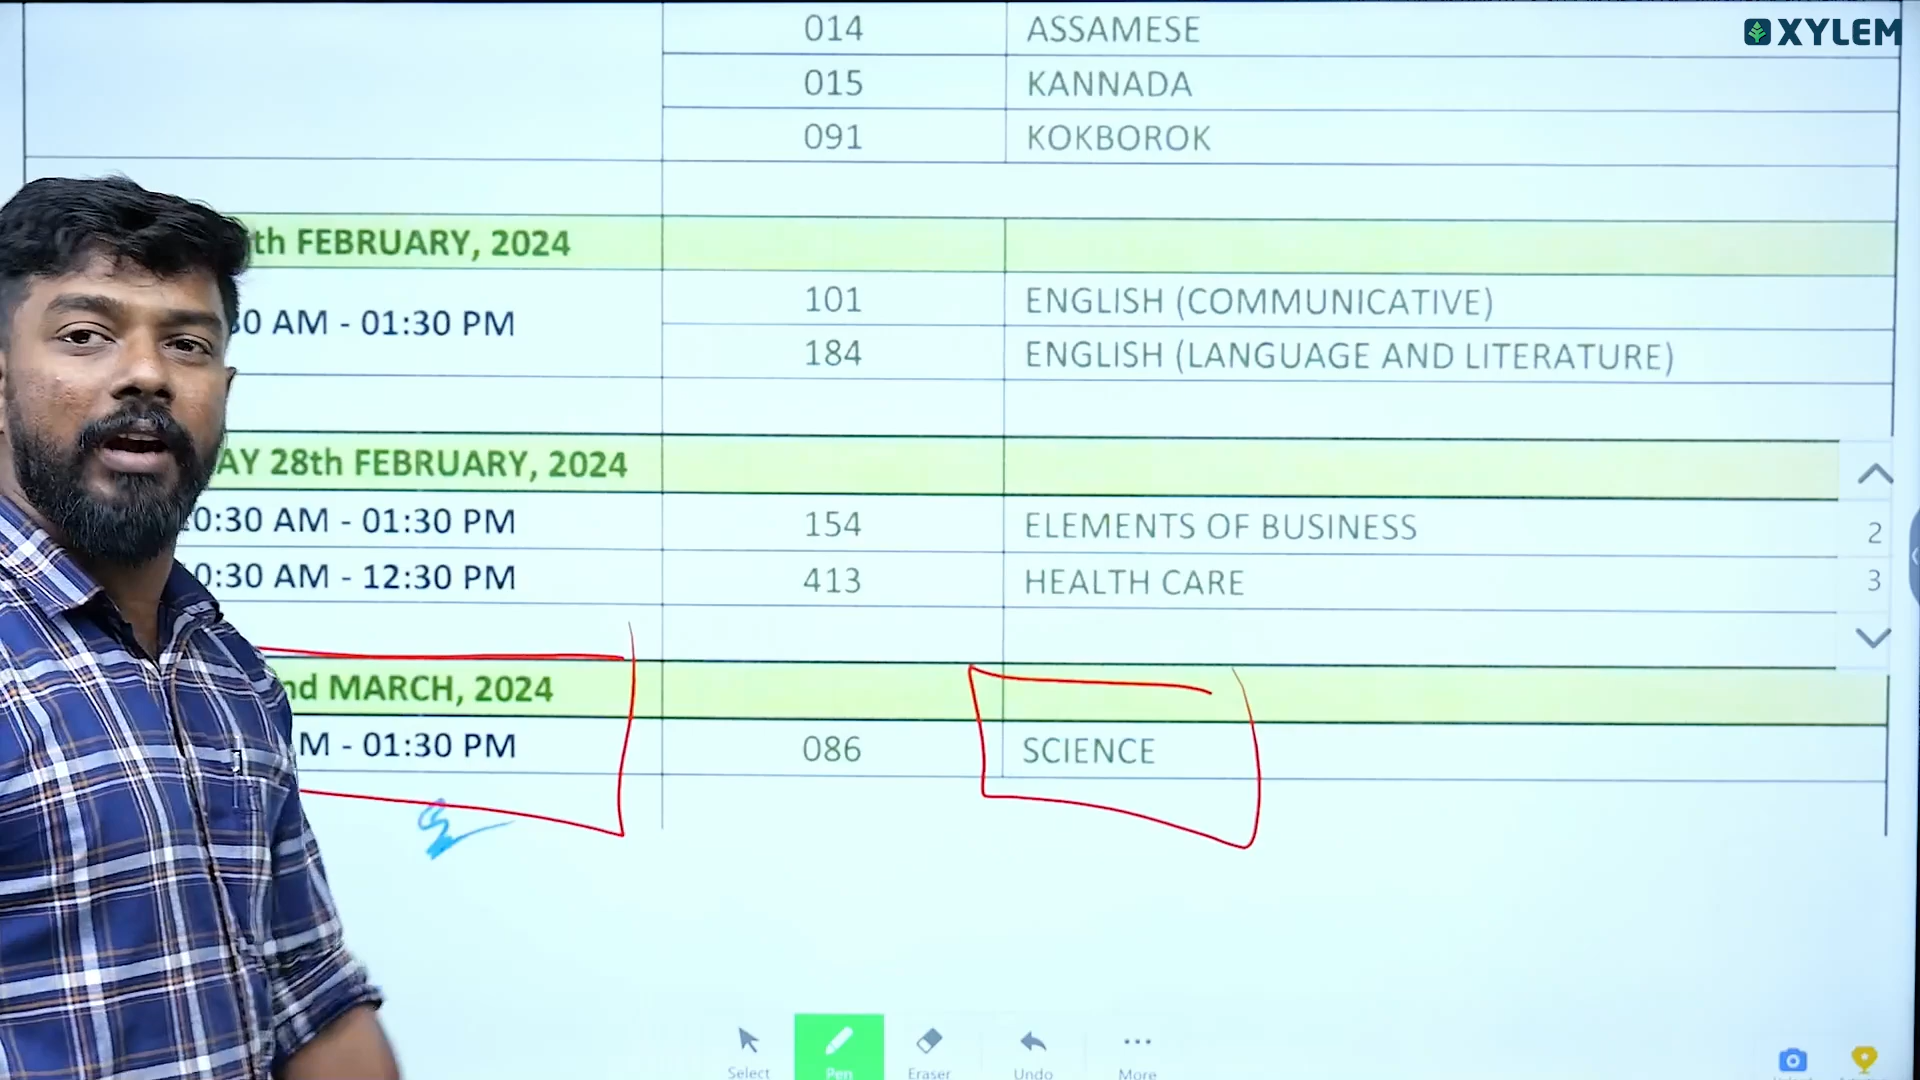 014 ASSAMESE
XYLEM
015 KANNADA
091 KOKBOROK
th FEBRUARY, 2024
30 AM - 01:30 PM
101 ENGLISH (COMMUNICATIVE)
184 ENGLISH (LANGUAGE AND LITERATURE)
AY 28th FEBRUARY, 2024
0:30 AM - 01:30 PM 154 ELEMENTS OF BUSINESS
2
0:30 AM - 12:30 PM 413 HEALTH CARE
3
nd MARCH, 2024
M - 01:30 PM 086 SCIENCE
Select Pen Eraser Undo More